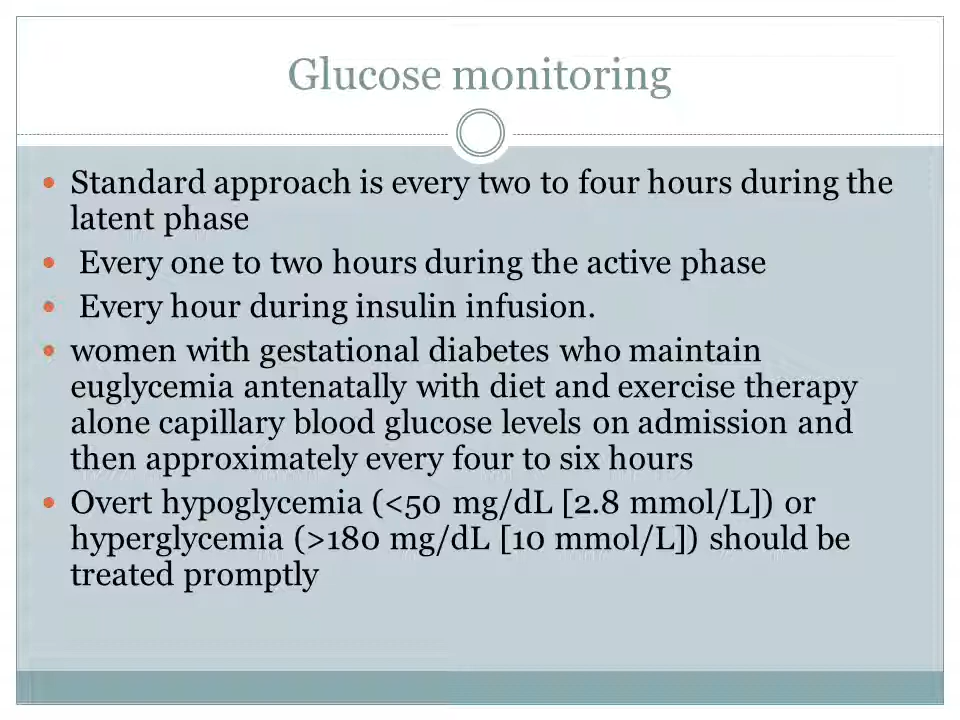 Glucose monitoring
Standard approach is every two to four hours during the
latent phase
Every one to two hours during the active phase
Every hour during insulin infusion.
women with gestational diabetes who maintain
euglycemia antenatally with diet and exercise therapy
alone capillary blood glucose levels on admission and
then approximately every four to six hours
Overt hypoglycemia (<50 mg/dL [2.8 mmol/L]) or
hyperglycemia (>180 mg/dL [10 mmol/L]) should be
treated promptly